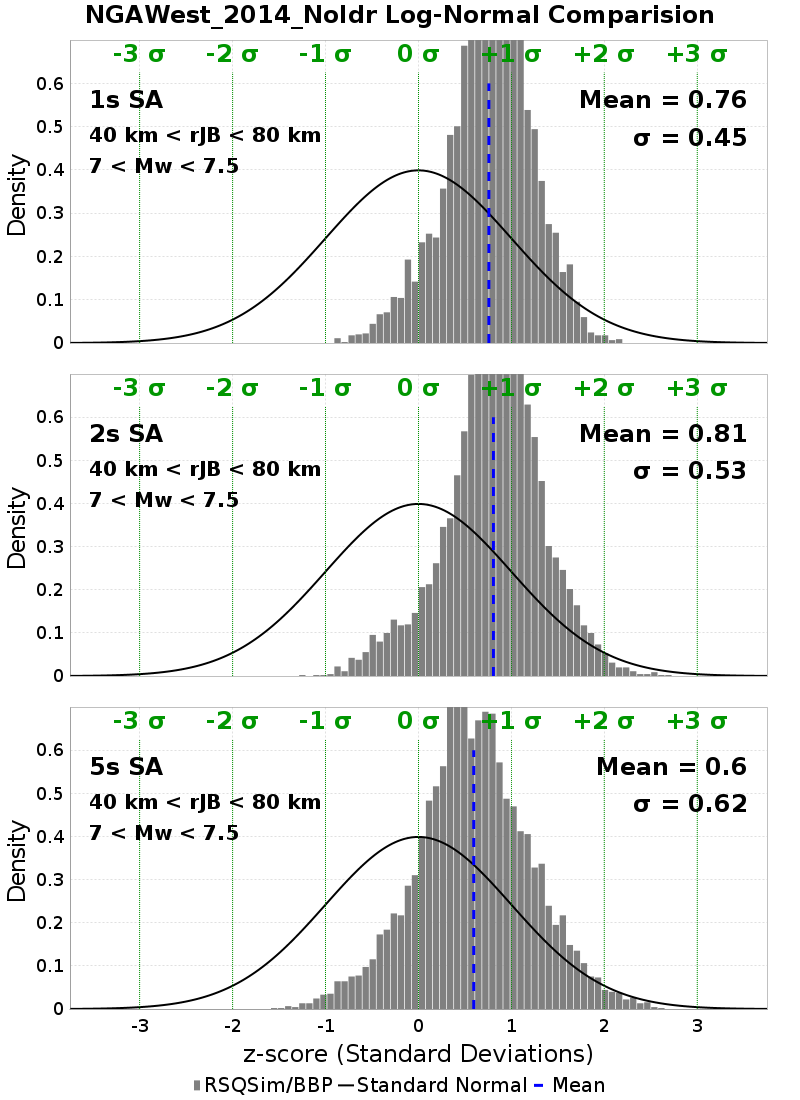 NGAWest_2014_NoIdr Log-Normal Comparision
-3 σ -2 σ -1 σ 0 σ +1 σ +2 σ +3 σ
0.6
1s SA Mean = 0.76
0.5
40 km < rJB < 80 km σ = 0.45
7 < Mw < 7.5
0.4
Density
0.3
0.2
0.1
0
-3 σ -2 σ -1 σ 0 σ +1 σ +2 σ +3 σ
0.6
2s SA Mean = 0.81
0.5
40 km < rJB < 80 km σ = 0.53
7 < Mw < 7.5
0.4
Density
0.3
0.2
0.1
0
-3 σ -2 σ -1 σ 0 σ +1 σ +2 σ +3 σ
0.6
5s SA Mean = 0.6
0.5
40 km < rJB < 80 km σ = 0.62
7 < Mw < 7.5
0.4
Density
0.3
0.2
0.1
0
-3 -2 -1 0 1 2 3
z-score (Standard Deviations)
RSQSim/BBP Standard Normal Mean